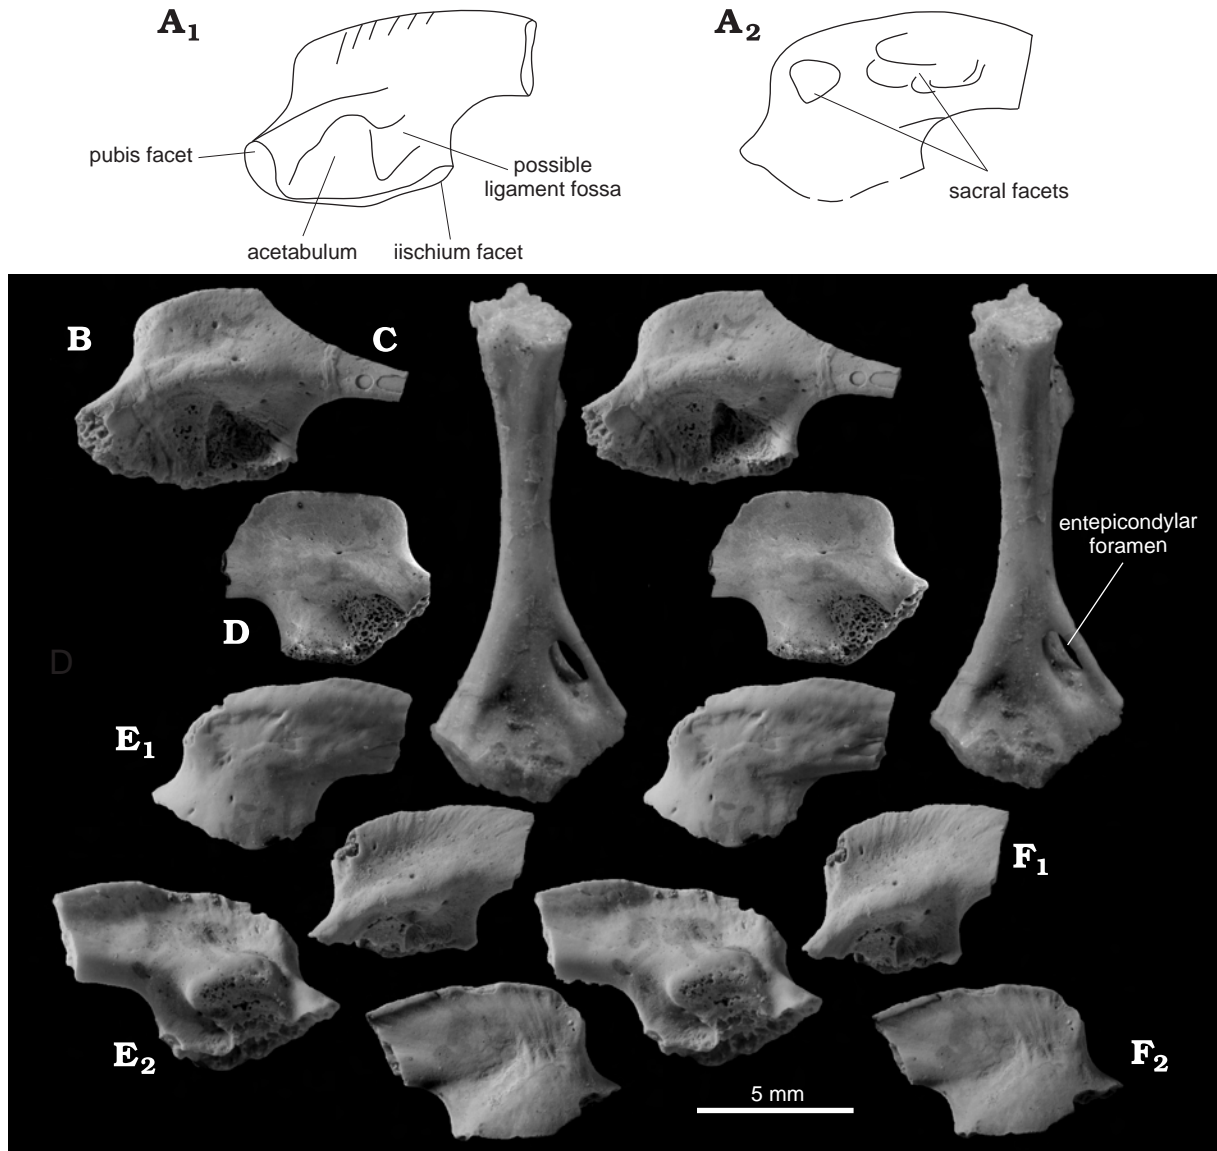 A1
A2
pubis facet
possible
ligament fossa
acetabulum
iischium facet
sacral facets
B
C
entepicondylar
foramen
D
D
E1
F1
E2
F2
5 mm